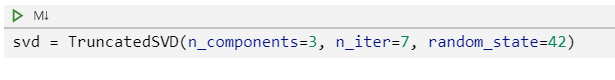 M↓
svd = TruncatedSVD(n_components=3, n_iter=7, random_state=42)